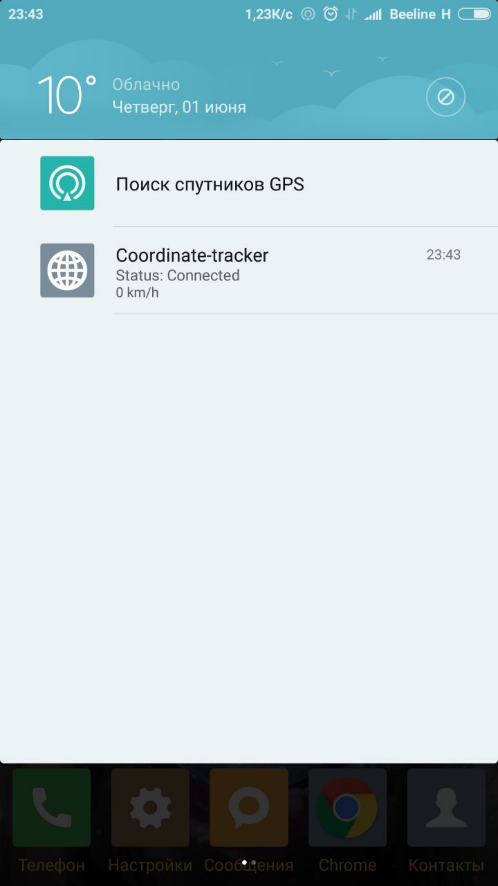 23:43
1,23K/c
Beeline H
10°
Облачно
Четверг, 01 июня
Поиск спутников GPS
Coordinate-tracker
23:43
Status: Connected
0 km/h
Телефон
Настройки
Сообщения
Chrome
Контакты